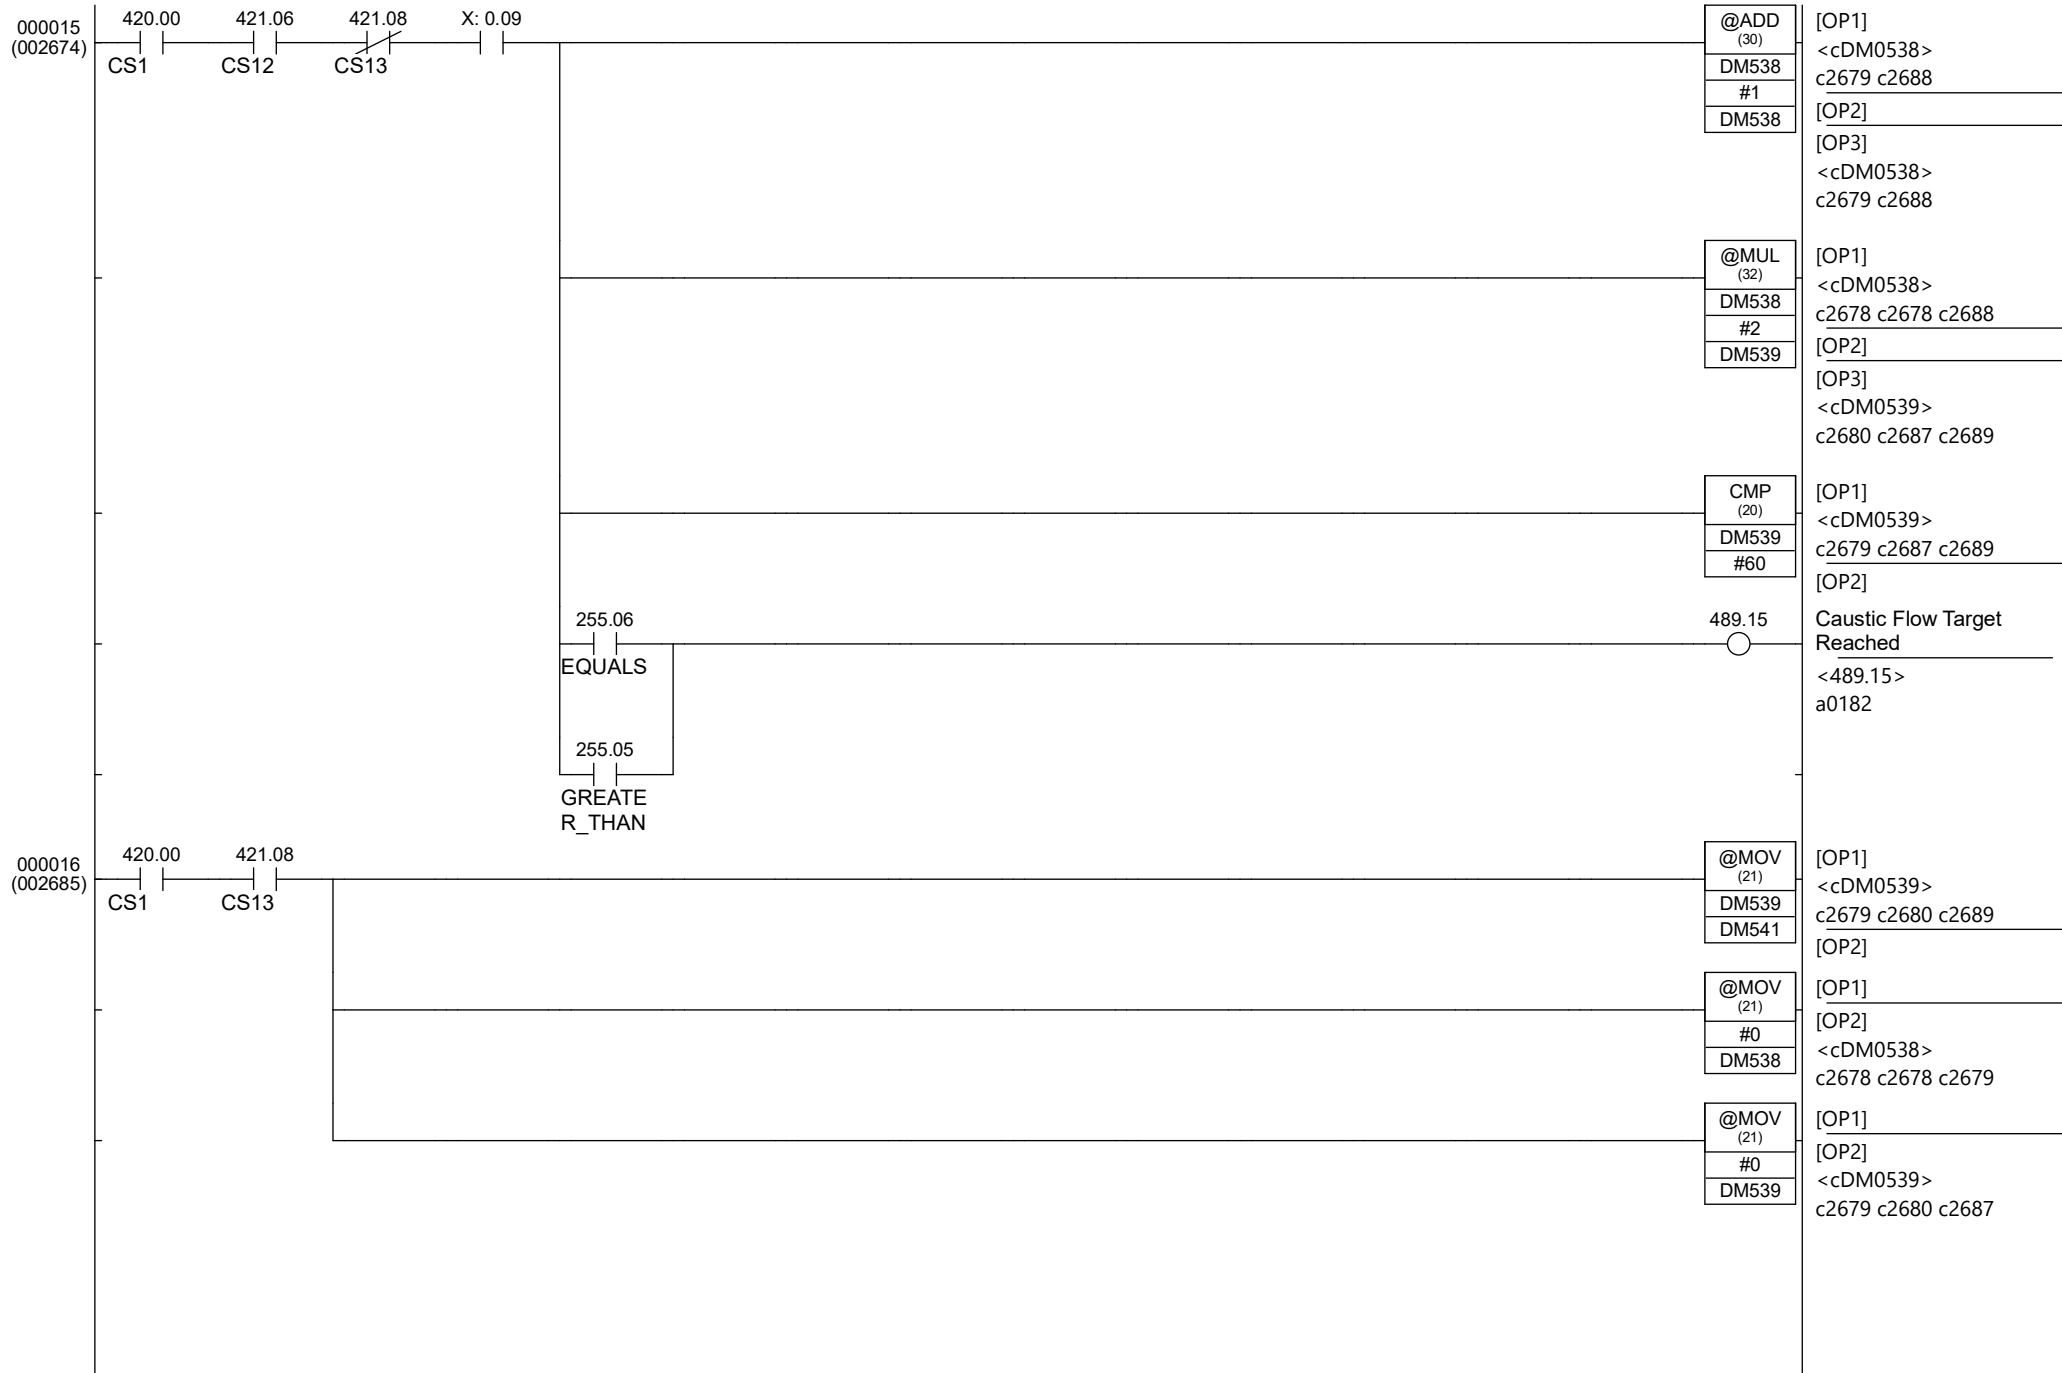 000015
(002674)
420.00 421.06 421.08 X: 0.09
CS1 CS12 CS13
@ADD
(30)
DM538
#1
DM538
[OP1]
<cDM0538>
c2679 c2688
[OP2]
[OP3]
<cDM0538>
c2679 c2688
@MUL
(32)
DM538
#2
DM539
[OP1]
<cDM0538>
c2678 c2678 c2688
[OP2]
[OP3]
<cDM0539>
c2680 c2687 c2689
CMP
(20)
DM539
#60
[OP1]
<cDM0539>
c2679 c2687 c2689
[OP2]
255.06
EQUALS
489.15
Caustic Flow Target
Reached
<489.15>
a0182
255.05
GREATE
R_THAN
000016
(002685)
420.00 421.08
CS1 CS13
@MOV
(21)
DM539
DM541
[OP1]
<cDM0539>
c2679 c2680 c2689
[OP2]
@MOV
(21)
#0
DM538
[OP1]
[OP2]
<cDM0538>
c2678 c2678 c2679
@MOV
(21)
#0
DM539
[OP1]
[OP2]
<cDM0539>
c2679 c2680 c2687